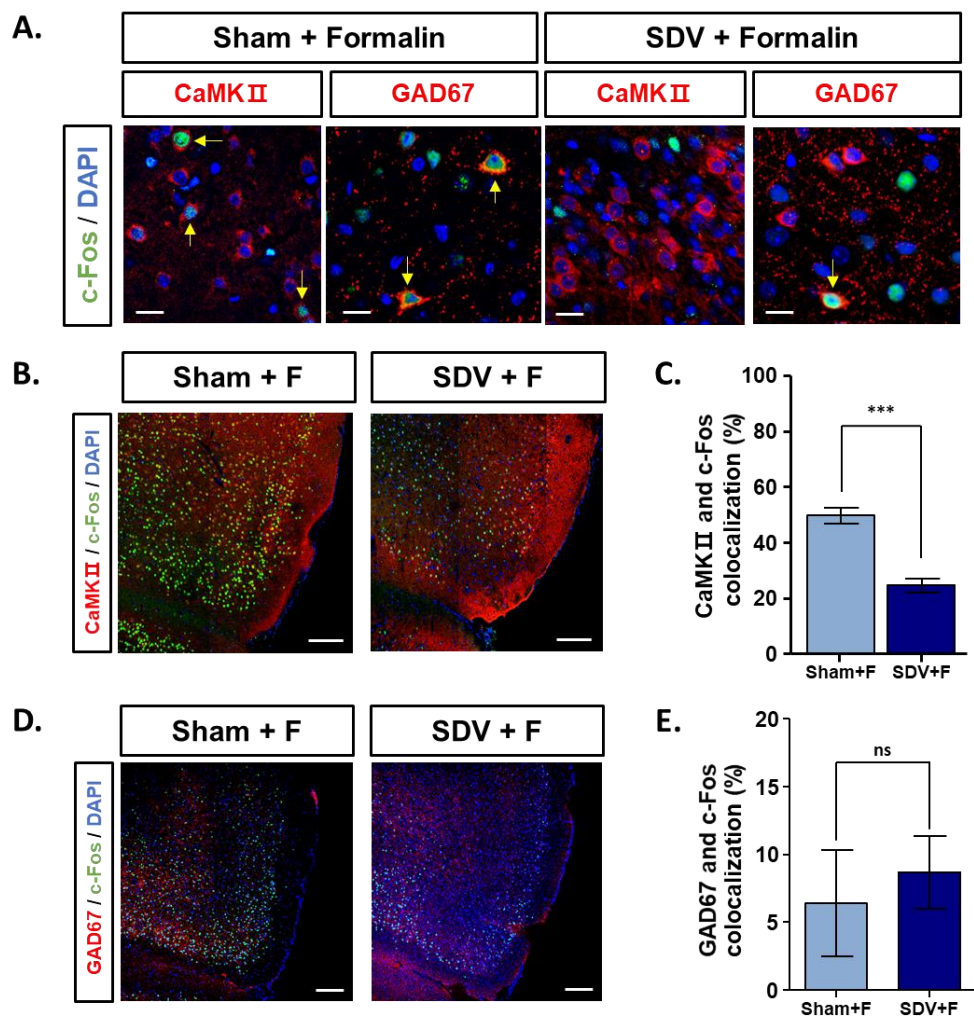 A.
Sham + Formalin
SDV + Formalin
CaMKⅡ
GAD67
CaMKⅡ
GAD67
c-Fos / DAPI
B.
Sham + F
SDV + F
CaMKⅡ / c-Fos / DAPI
C.
CaMKⅡ and c-Fos
colocalization (%)
100
80
60
40
20
0
***
Sham+F
SDV+F
D.
Sham + F
SDV + F
GAD67 / c-Fos / DAPI
E.
GAD67 and c-Fos
colocalization (%)
20
15
10
5
0
ns
Sham+F
SDV+F